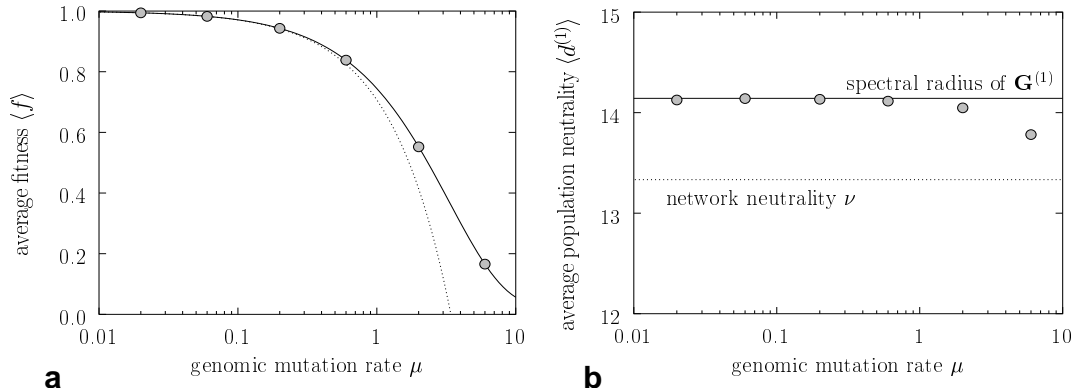 average fitness ⟨f⟩
1.0
0.8
0.6
0.4
0.2
0.0
0.01
0.1
1
10
genomic mutation rate μ
a
average population neutrality ⟨d⁽¹⁾⟩
15
14
13
12
spectral radius of G⁽¹⁾
network neutrality ν
0.01
0.1
1
10
genomic mutation rate μ
b